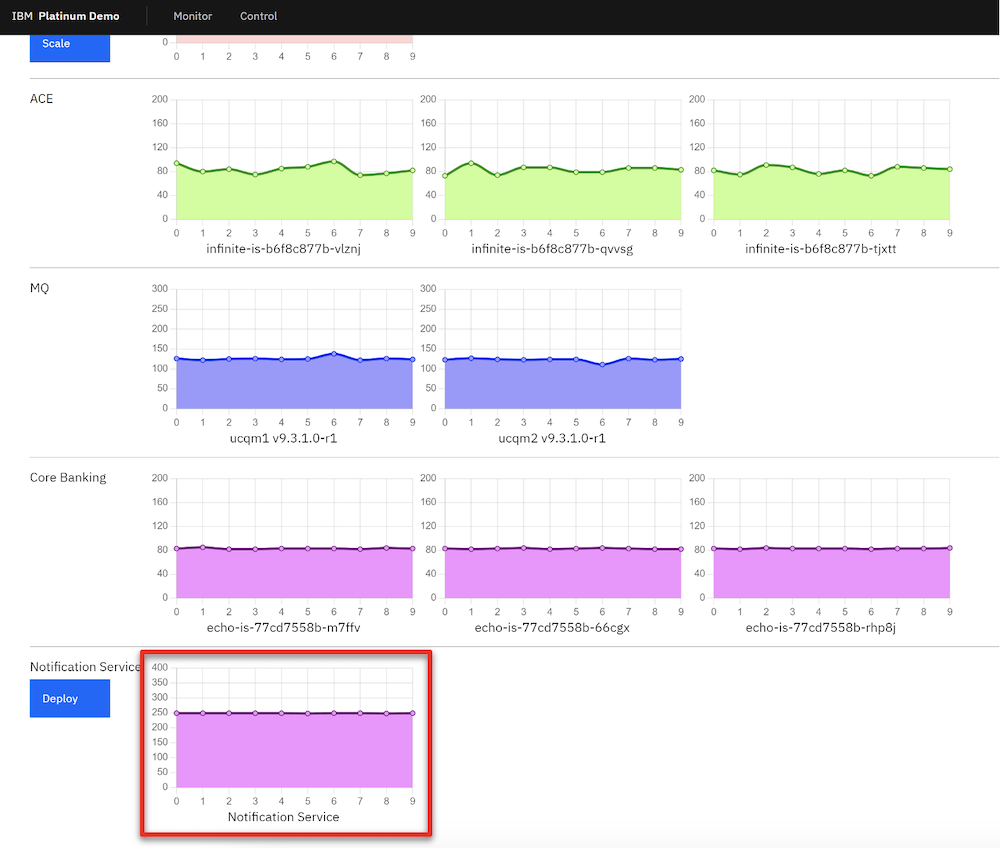 IBM Platinum Demo Monitor Control
Scale
0
0 1 2 3 4 5 6 7 8 9
ACE
200 200 200
160 160 160
120 120 120
80 80 80
40 40 40
0 0 0
0 1 2 3 4 5 6 7 8 9 0 1 2 3 4 5 6 7 8 9 0 1 2 3 4 5 6 7 8 9
infinite-is-b6f8c877b-vlznj infinite-is-b6f8c877b-qvvsg infinite-is-b6f8c877b-tjxtt
MQ
300 300
250 250
200 200
150 150
100 100
50 50
0 0
0 1 2 3 4 5 6 7 8 9 0 1 2 3 4 5 6 7 8 9
ucqm1 v9.3.1.0-r1 ucqm2 v9.3.1.0-r1
Core Banking
200 200 200
160 160 160
120 120 120
80 80 80
40 40 40
0 0 0
0 1 2 3 4 5 6 7 8 9 0 1 2 3 4 5 6 7 8 9 0 1 2 3 4 5 6 7 8 9
echo-is-77cd7558b-m7ffv echo-is-77cd7558b-66cgx echo-is-77cd7558b-rhp8j
Notification Service
Deploy
400
350
300
250
200
150
100
50
0
0 1 2 3 4 5 6 7 8 9
Notification Service